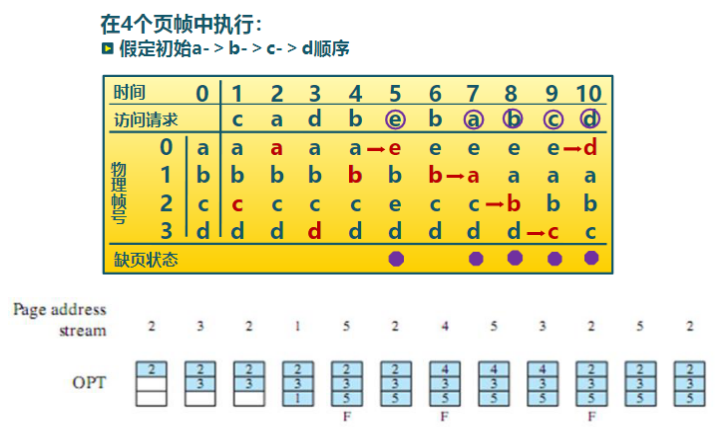 在4个页帧中执行：
假定初始a->b->c->d顺序
时间 0 1 2 3 4 5 6 7 8 9 10
访问请求 c a d b e b a b c d
物理帧号
0 a a a a a e e e e e d
1 b b b b b b b a a a a
2 c c c c c e c c b b b
3 d d d d d d d d d c c
缺页状态
Page address stream 2 3 2 1 5 2 4 5 3 2 5 2
OPT
2 2 2 2 2 2 4 4 4 2 2 2
3 3 3 3 3 3 3 3 3 3 3
1 5 5 5 5 5 5 5 5
F F F